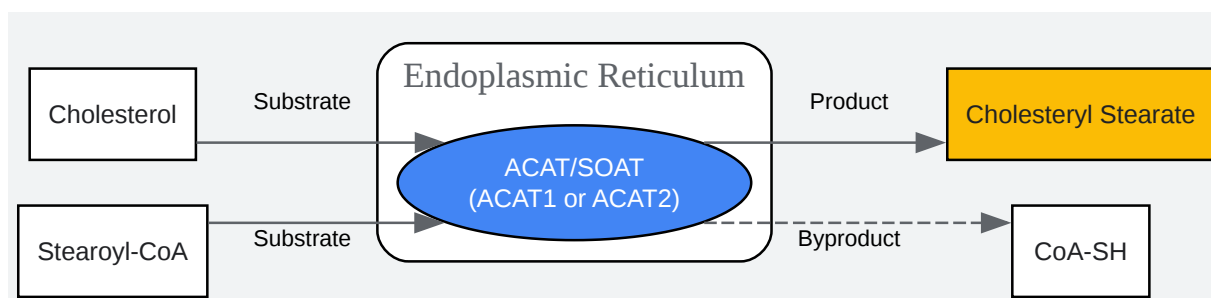 Endoplasmic Reticulum
Cholesterol
Substrate
Product
Cholesteryl Stearate
ACAT/SOAT
(ACAT1 or ACAT2)
Stearoyl-CoA
Substrate
Byproduct
CoA-SH